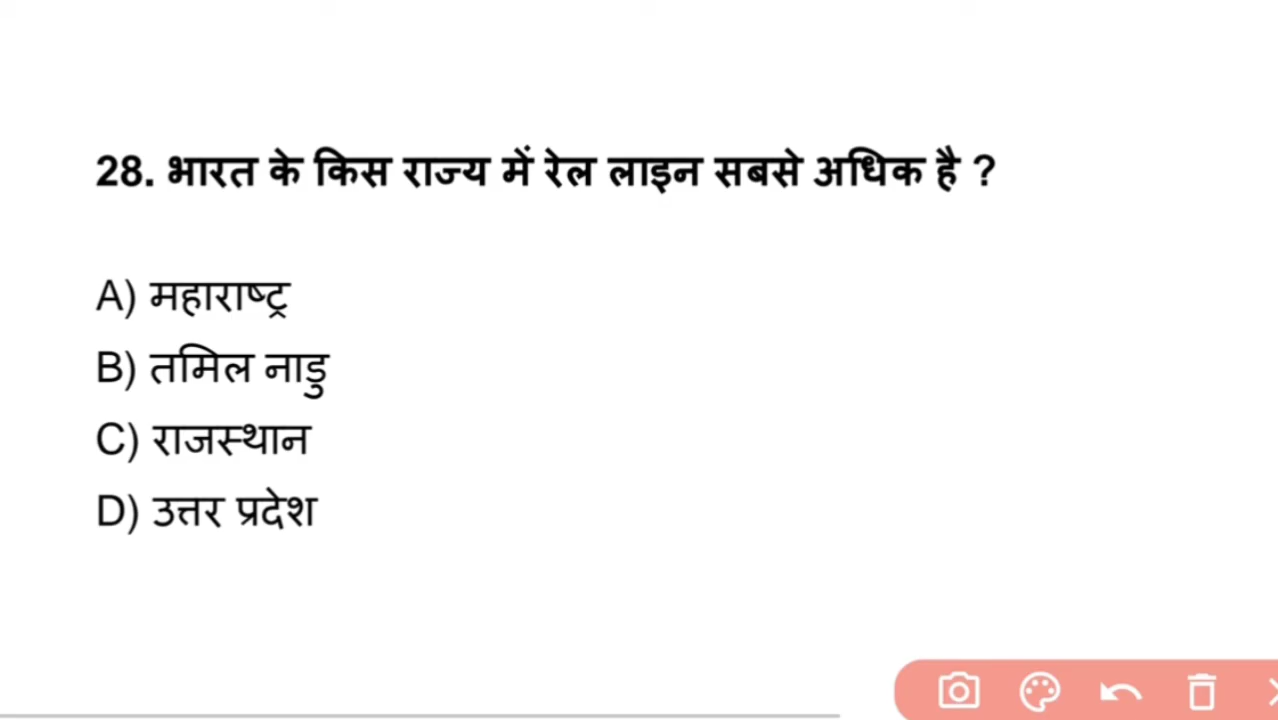 28. भारत के किस राज्य में रेल लाइन सबसे अधिक है ?
A) महाराष्ट्र
B) तमिल नाडु
C) राजस्थान
D) उत्तर प्रदेश